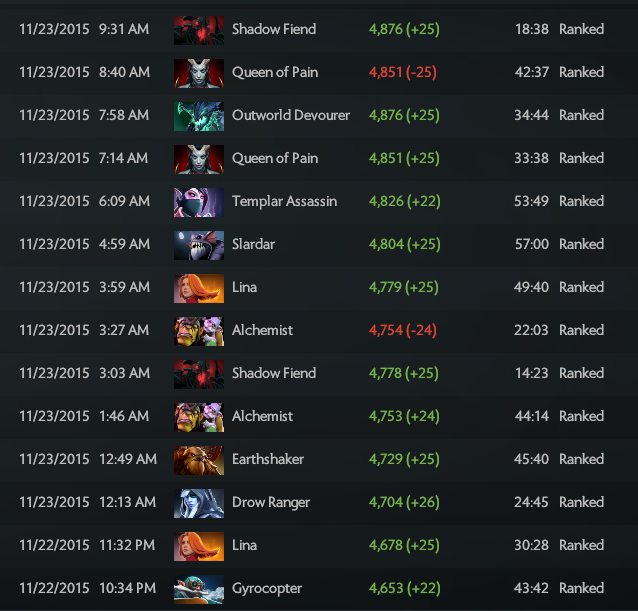 11/23/2015 9:31 AM Shadow Fiend 4,876 (+25) 18:38 Ranked
11/23/2015 8:40 AM Queen of Pain 4,851 (-25) 42:37 Ranked
11/23/2015 7:58 AM Outworld Devourer 4,876 (+25) 34:44 Ranked
11/23/2015 7:14 AM Queen of Pain 4,851 (+25) 33:38 Ranked
11/23/2015 6:09 AM Templar Assassin 4,826 (+22) 53:49 Ranked
11/23/2015 4:59 AM Slardar 4,804 (+25) 57:00 Ranked
11/23/2015 3:59 AM Lina 4,779 (+25) 49:40 Ranked
11/23/2015 3:27 AM Alchemist 4,754 (-24) 22:03 Ranked
11/23/2015 3:03 AM Shadow Fiend 4,778 (+25) 14:23 Ranked
11/23/2015 1:46 AM Alchemist 4,753 (+24) 44:14 Ranked
11/23/2015 12:49 AM Earthshaker 4,729 (+25) 45:40 Ranked
11/23/2015 12:13 AM Drow Ranger 4,704 (+26) 24:45 Ranked
11/22/2015 11:32 PM Lina 4,678 (+25) 30:28 Ranked
11/22/2015 10:34 PM Gyrocopter 4,653 (+22) 43:42 Ranked